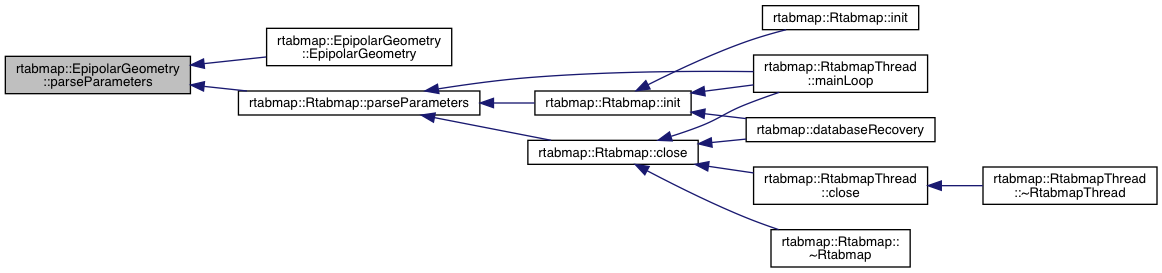 rtabmap::EpipolarGeometry
::parseParameters
rtabmap::EpipolarGeometry
::EpipolarGeometry
rtabmap::Rtabmap::parseParameters
rtabmap::Rtabmap::init
rtabmap::Rtabmap::close
rtabmap::Rtabmap::init
rtabmap::RtabmapThread
::mainLoop
rtabmap::databaseRecovery
rtabmap::RtabmapThread
::close
rtabmap::Rtabmap::
~Rtabmap
rtabmap::RtabmapThread
::~RtabmapThread